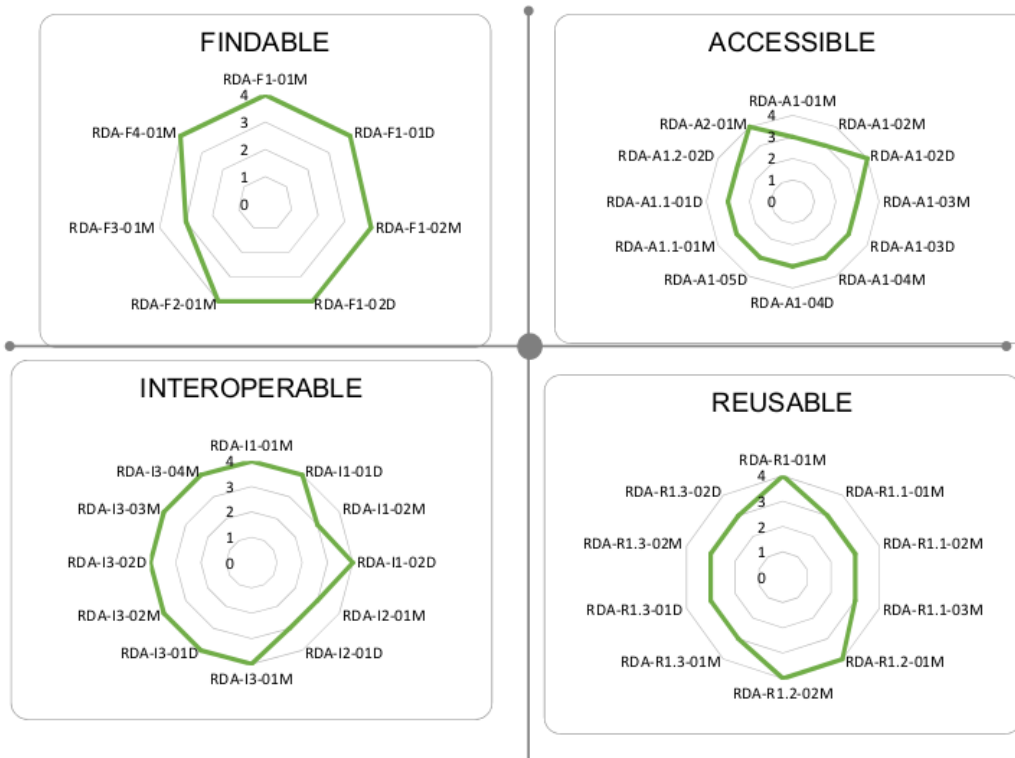 FINDABLE
RDA-F1-01M
4
3
2
1
0
RDA-F4-01M
RDA-F1-01D
RDA-F3-01M
RDA-F1-02M
RDA-F2-01M
RDA-F1-02D
ACCESSIBLE
RDA-A1-01M
4
3
2
1
0
RDA-A2-01M
RDA-A1-02M
RDA-A1.2-02D
RDA-A1-02D
RDA-A1.1-01D
RDA-A1-03M
RDA-A1.1-01M
RDA-A1-03D
RDA-A1-05D
RDA-A1-04M
RDA-A1-04D
INTEROPERABLE
RDA-I1-01M
4
3
2
1
0
RDA-I3-04M
RDA-I1-01D
RDA-I3-03M
RDA-I1-02M
RDA-I3-02D
RDA-I1-02D
RDA-I3-02M
RDA-I2-01M
RDA-I3-01D
RDA-I2-01D
RDA-I3-01M
REUSABLE
RDA-R1-01M
4
3
2
1
0
RDA-R1.3-02D
RDA-R1.1-01M
RDA-R1.3-02M
RDA-R1.1-02M
RDA-R1.3-01D
RDA-R1.1-03M
RDA-R1.3-01M
RDA-R1.2-01M
RDA-R1.2-02M